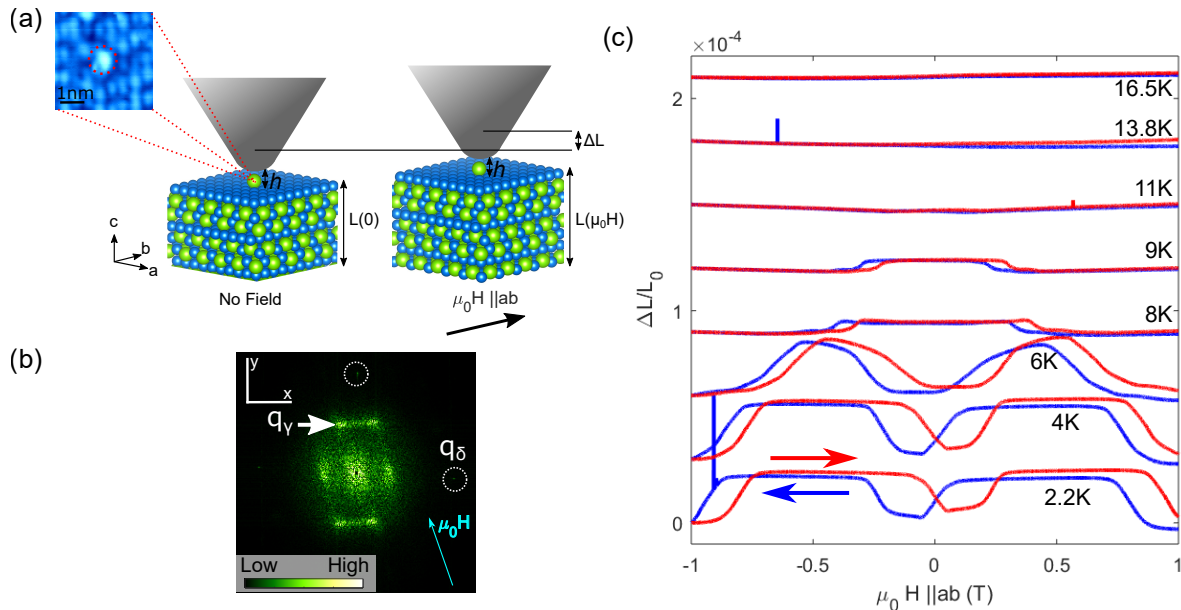 (a)
1nm
h
L(0)
ΔL
h
L(μ₀H)
c
b
a
No Field
μ₀H ||ab
(b)
y
x
qγ
qδ
μ₀H
Low High
(c)
×10⁻⁴
2
1
0
ΔL/L₀
16.5K
13.8K
11K
9K
8K
6K
4K
2.2K
-1 -0.5 0 0.5 1
μ₀ H ||ab (T)